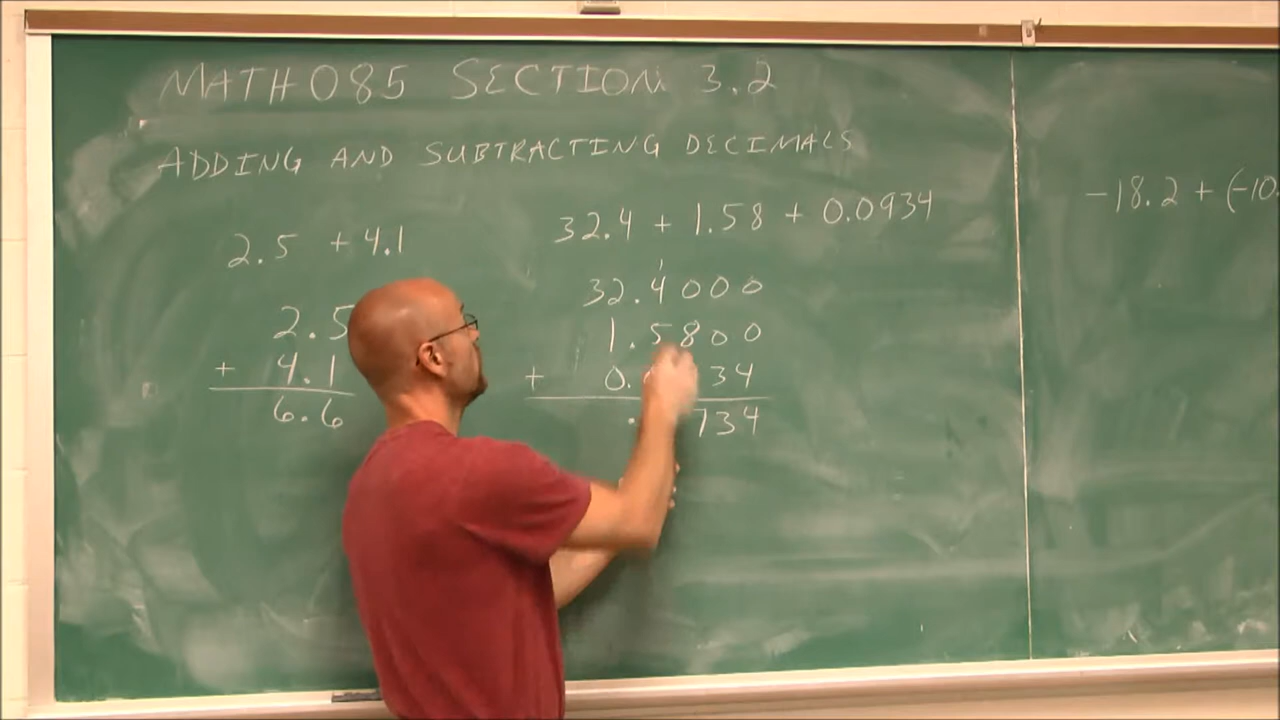 MATH 085 SECTION 3.2
ADDING AND SUBTRACTING DECIMALS
2.5 + 4.1
2.5
+ 4.1
6.6
32.4 + 1.58 + 0.0934
1
32.4000
1.5800
+ 0. 34
. 734
-18.2 + (-10.